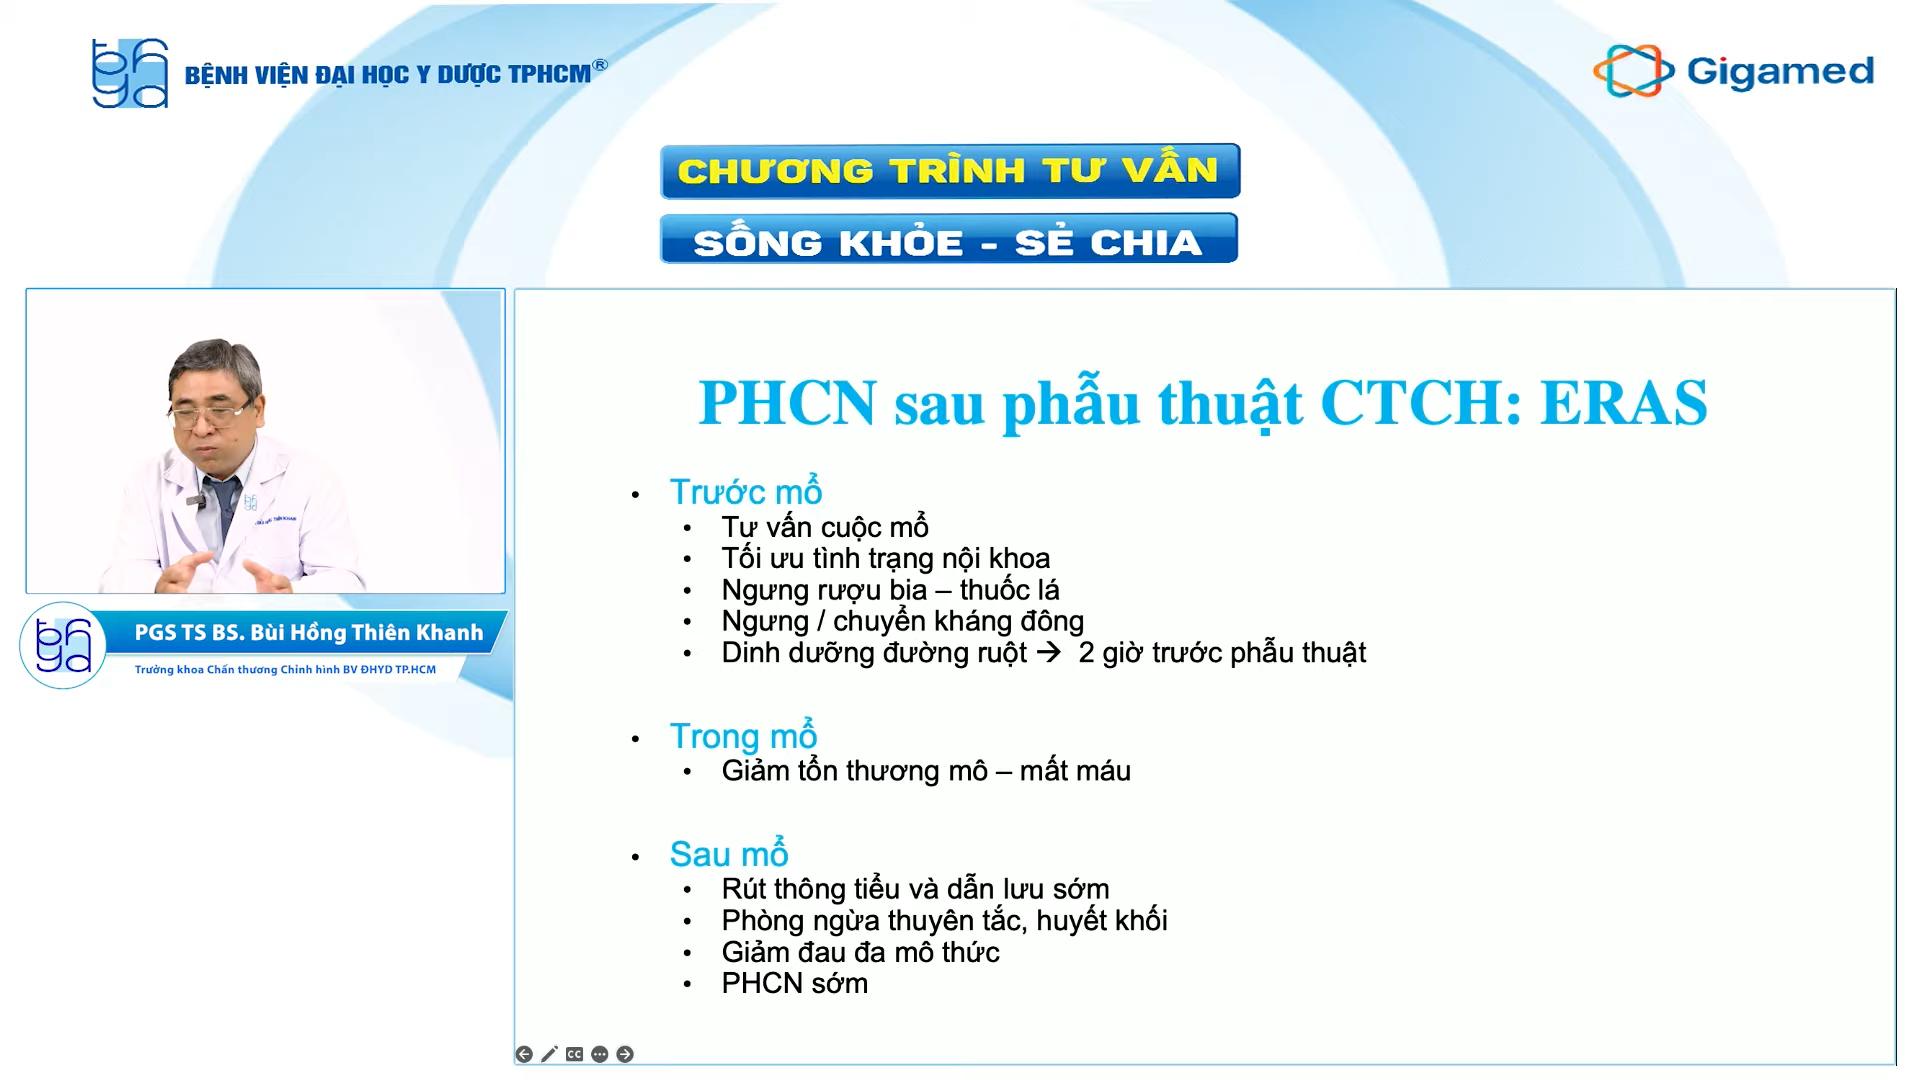 BỆNH VIỆN ĐẠI HỌC Y DƯỢC TPHCM®
Gigamed
CHƯƠNG TRÌNH TƯ VẤN
SỐNG KHỎE - SẺ CHIA
PGS TS BS. Bùi Hồng Thiên Khanh
Trưởng khoa Chấn thương Chỉnh hình BV ĐHYD TP.HCM
PHCN sau phẫu thuật CTCH: ERAS
• Trước mổ
• Tư vấn cuộc mổ
• Tối ưu tình trạng nội khoa
• Ngưng rượu bia – thuốc lá
• Ngưng / chuyển kháng đông
• Dinh dưỡng đường ruột → 2 giờ trước phẫu thuật
• Trong mổ
• Giảm tổn thương mô – mất máu
• Sau mổ
• Rút thông tiểu và dẫn lưu sớm
• Phòng ngừa thuyên tắc, huyết khối
• Giảm đau đa mô thức
• PHCN sớm
CC